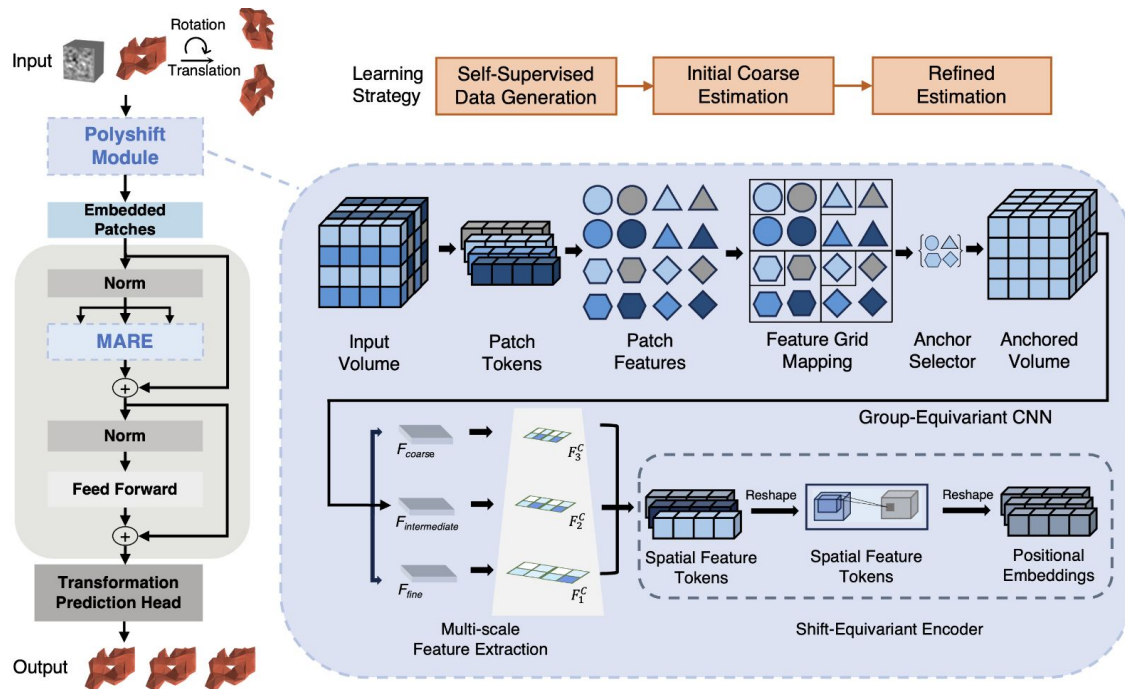 Input
Rotation
Translation
Polyshift
Module
Embedded
Patches
Norm
MARE
+
Norm
Feed Forward
+
Transformation
Prediction Head
Output
Learning
Strategy
Self-Supervised
Data Generation
Initial Coarse
Estimation
Refined
Estimation
Input
Volume
Patch
Tokens
Patch
Features
Feature Grid
Mapping
Anchor
Selector
Anchored
Volume
Group-Equivariant CNN
F_coarse
F_intermediate
F_fine
F_3^C
F_2^C
F_1^C
Multi-scale
Feature Extraction
Spatial Feature
Tokens
Reshape
Spatial Feature
Tokens
Reshape
Positional
Embeddings
Shift-Equivariant Encoder